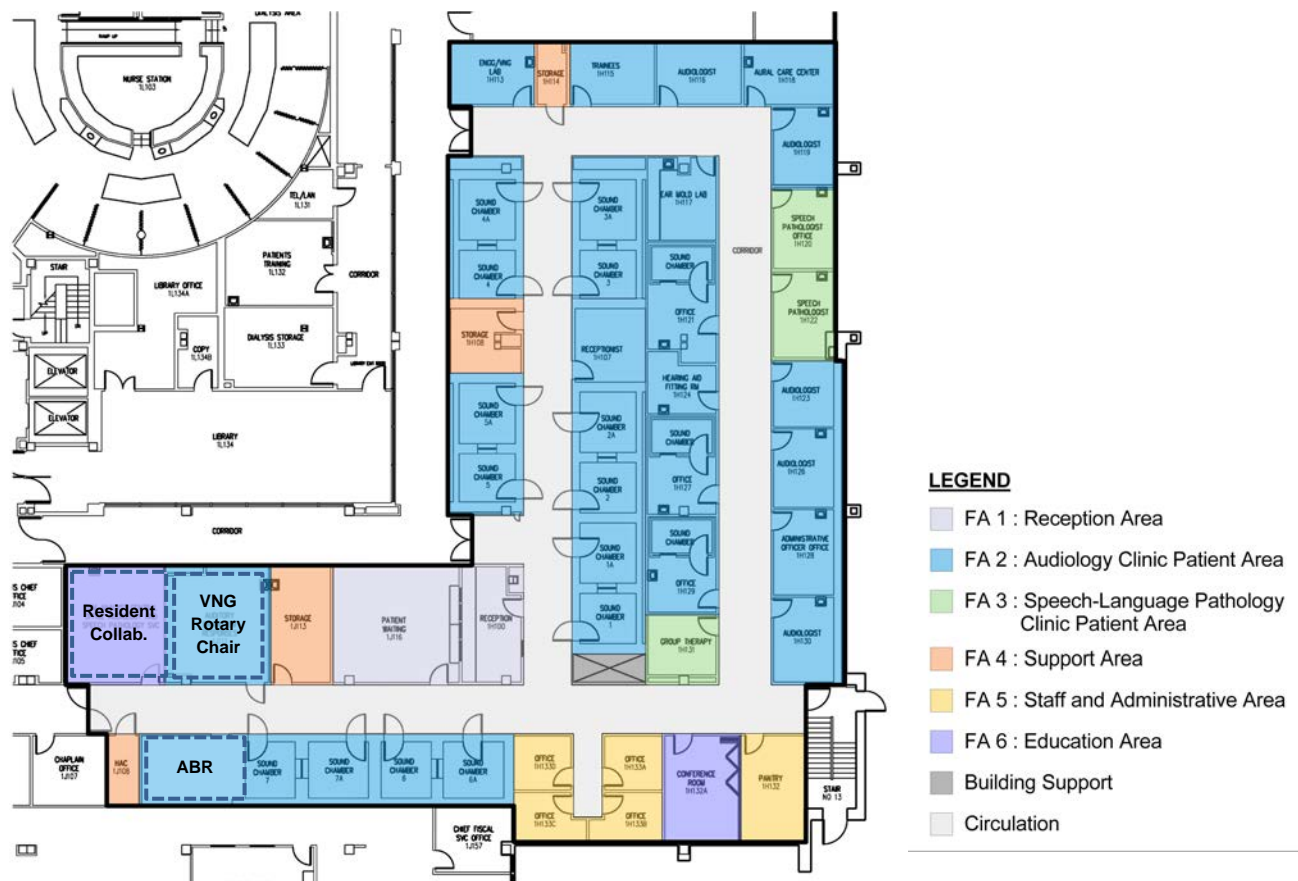 DIALYSIS AREA
RAMP UP
NURSE STATION
1L103
TEL/LAN
1L131
PATIENTS
TRAINING
1L132
CORRIDOR
STAIR
UP
LIBRARY OFFICE
1L134A
COPY
1L134B
DIALYSIS STORAGE
1L133
ELEVATOR
ELEVATOR
LIBRARY
1L134
CORRIDOR
ENOG/VNG
LAB
1H113
STORAGE
1H114
TRAINEES
1H115
AUDIOLOGIST
1H116
AURAL CARE CENTER
1H118
AUDIOLOGIST
1H119
SPEECH
PATHOLOGIST
OFFICE
1H120
SPEECH
PATHOLOGIST
1H122
AUDIOLOGIST
1H123
AUDIOLOGIST
1H126
ADMINISTRATIVE
OFFICER OFFICE
1H128
AUDIOLOGIST
1H130
CORRIDOR
SOUND
CHAMBER
4A
SOUND
CHAMBER
4
STORAGE
1H108
SOUND
CHAMBER
5A
SOUND
CHAMBER
5
SOUND
CHAMBER
3A
SOUND
CHAMBER
3
RECEPTIONIST
1H107
SOUND
CHAMBER
2A
SOUND
CHAMBER
2
SOUND
CHAMBER
1A
SOUND
CHAMBER
1
EAR MOLD LAB
1H117
SOUND
CHAMBER
OFFICE
1H121
HEARING AID
FITTING RM
1H124
SOUND
CHAMBER
OFFICE
1H127
SOUND
CHAMBER
OFFICE
1H129
GROUP THERAPY
1H131
Resident
Collab.
VNG
Rotary
Chair
STORAGE
1J113
PATIENT
WAITING
1J116
RECEPTION
1H100
CHIEF
OFFICE
1J104
CHIEF
OFFICE
1J105
CHAPLAIN
OFFICE
1J107
HAC
1J108
ABR
SOUND
CHAMBER
7
SOUND
CHAMBER
7A
SOUND
CHAMBER
6
SOUND
CHAMBER
6A
OFFICE
1H133D
OFFICE
1H133A
OFFICE
1H133C
OFFICE
1H133B
CONFERENCE
ROOM
1H132A
PANTRY
1H132
STAIR
NO 13
CHIEF FISCAL
SVC OFFICE
1J157
LEGEND
FA 1 : Reception Area
FA 2 : Audiology Clinic Patient Area
FA 3 : Speech-Language Pathology
Clinic Patient Area
FA 4 : Support Area
FA 5 : Staff and Administrative Area
FA 6 : Education Area
Building Support
Circulation